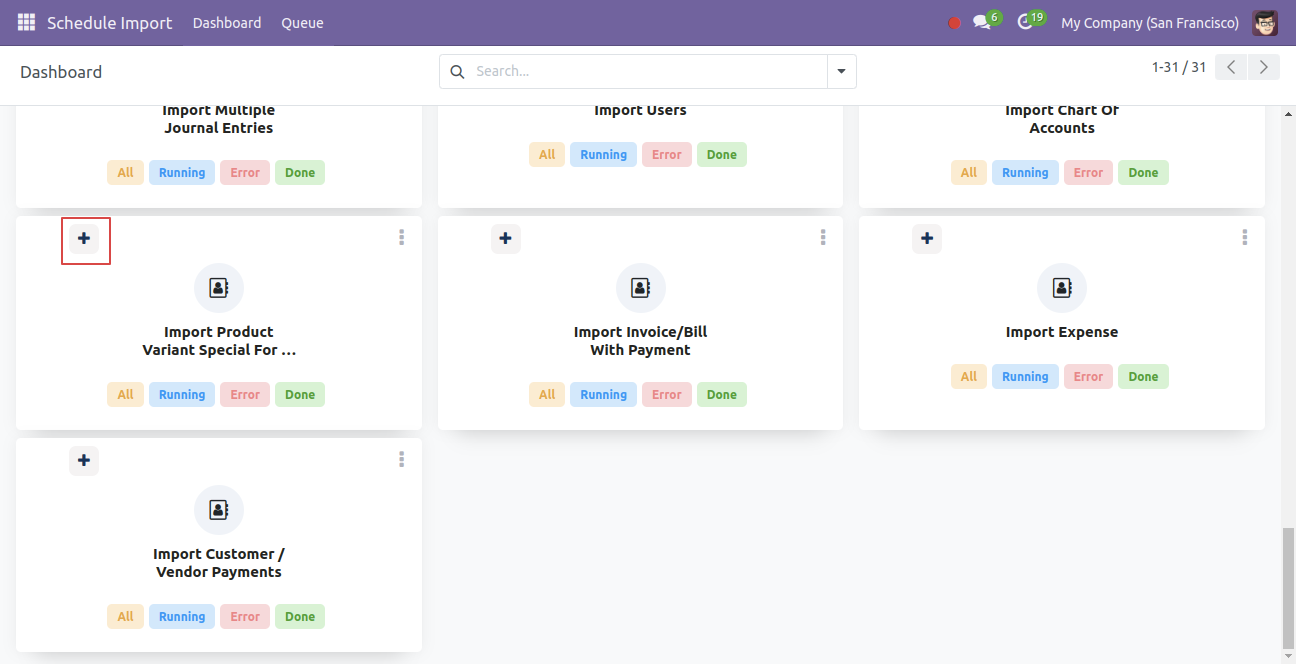 Schedule Import Dashboard Queue 6 19 My Company (San Francisco)
Dashboard Search... 1-31 / 31
Import Multiple
Journal Entries
All Running Error Done
Import Users
All Running Error Done
Import Chart Of
Accounts
All Running Error Done
Import Product
Variant Special For ...
All Running Error Done
Import Invoice/Bill
With Payment
All Running Error Done
Import Expense
All Running Error Done
Import Customer /
Vendor Payments
All Running Error Done